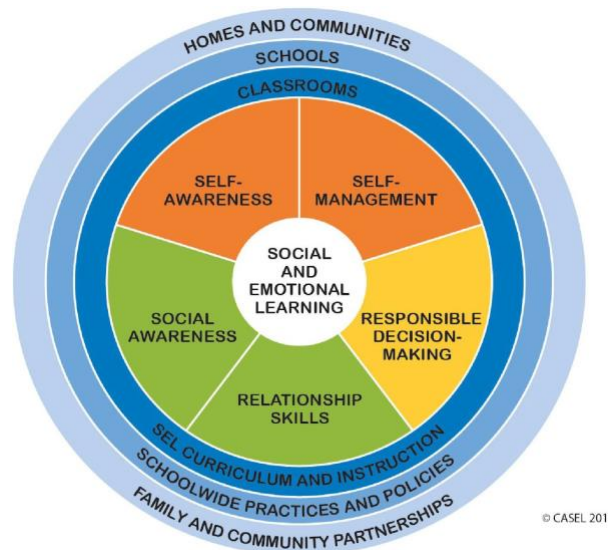 HOMES AND COMMUNITIES
SCHOOLS
CLASSROOMS
SELF-
AWARENESS
SELF-
MANAGEMENT
SOCIAL
AND
EMOTIONAL
LEARNING
SOCIAL
AWARENESS
RESPONSIBLE
DECISION-
MAKING
RELATIONSHIP
SKILLS
SEL CURRICULUM AND INSTRUCTION
SCHOOLWIDE PRACTICES AND POLICIES
FAMILY AND COMMUNITY PARTNERSHIPS
© CASEL 201